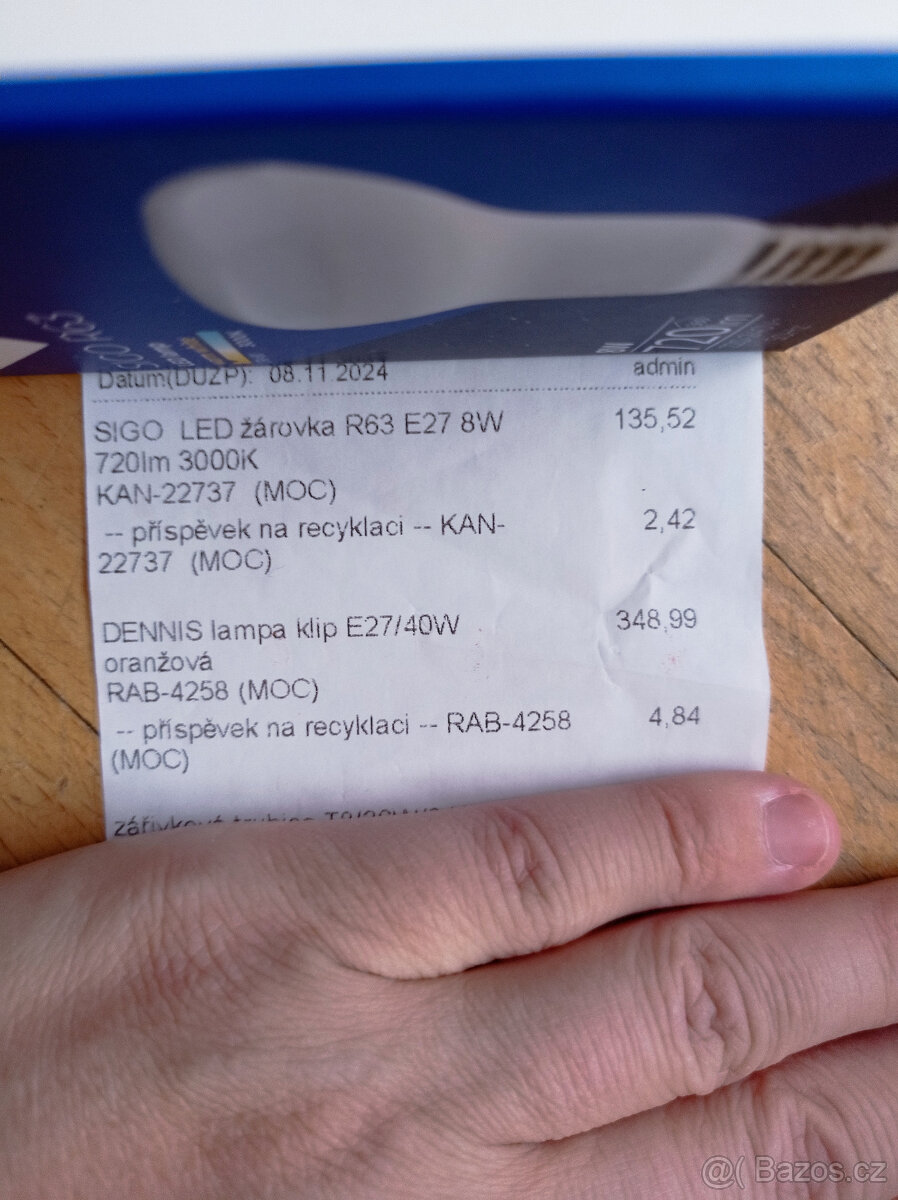 Datum(DUZP): 08.11.2024 admin
SIGO LED žárovka R63 E27 8W 135,52
720lm 3000K
KAN-22737 (MOC)
-- příspěvek na recyklaci -- KAN- 2,42
22737 (MOC)
DENNIS lampa klip E27/40W 348,99
oranžová
RAB-4258 (MOC)
-- příspěvek na recyklaci -- RAB-4258 4,84
(MOC)
@( Bazos.cz